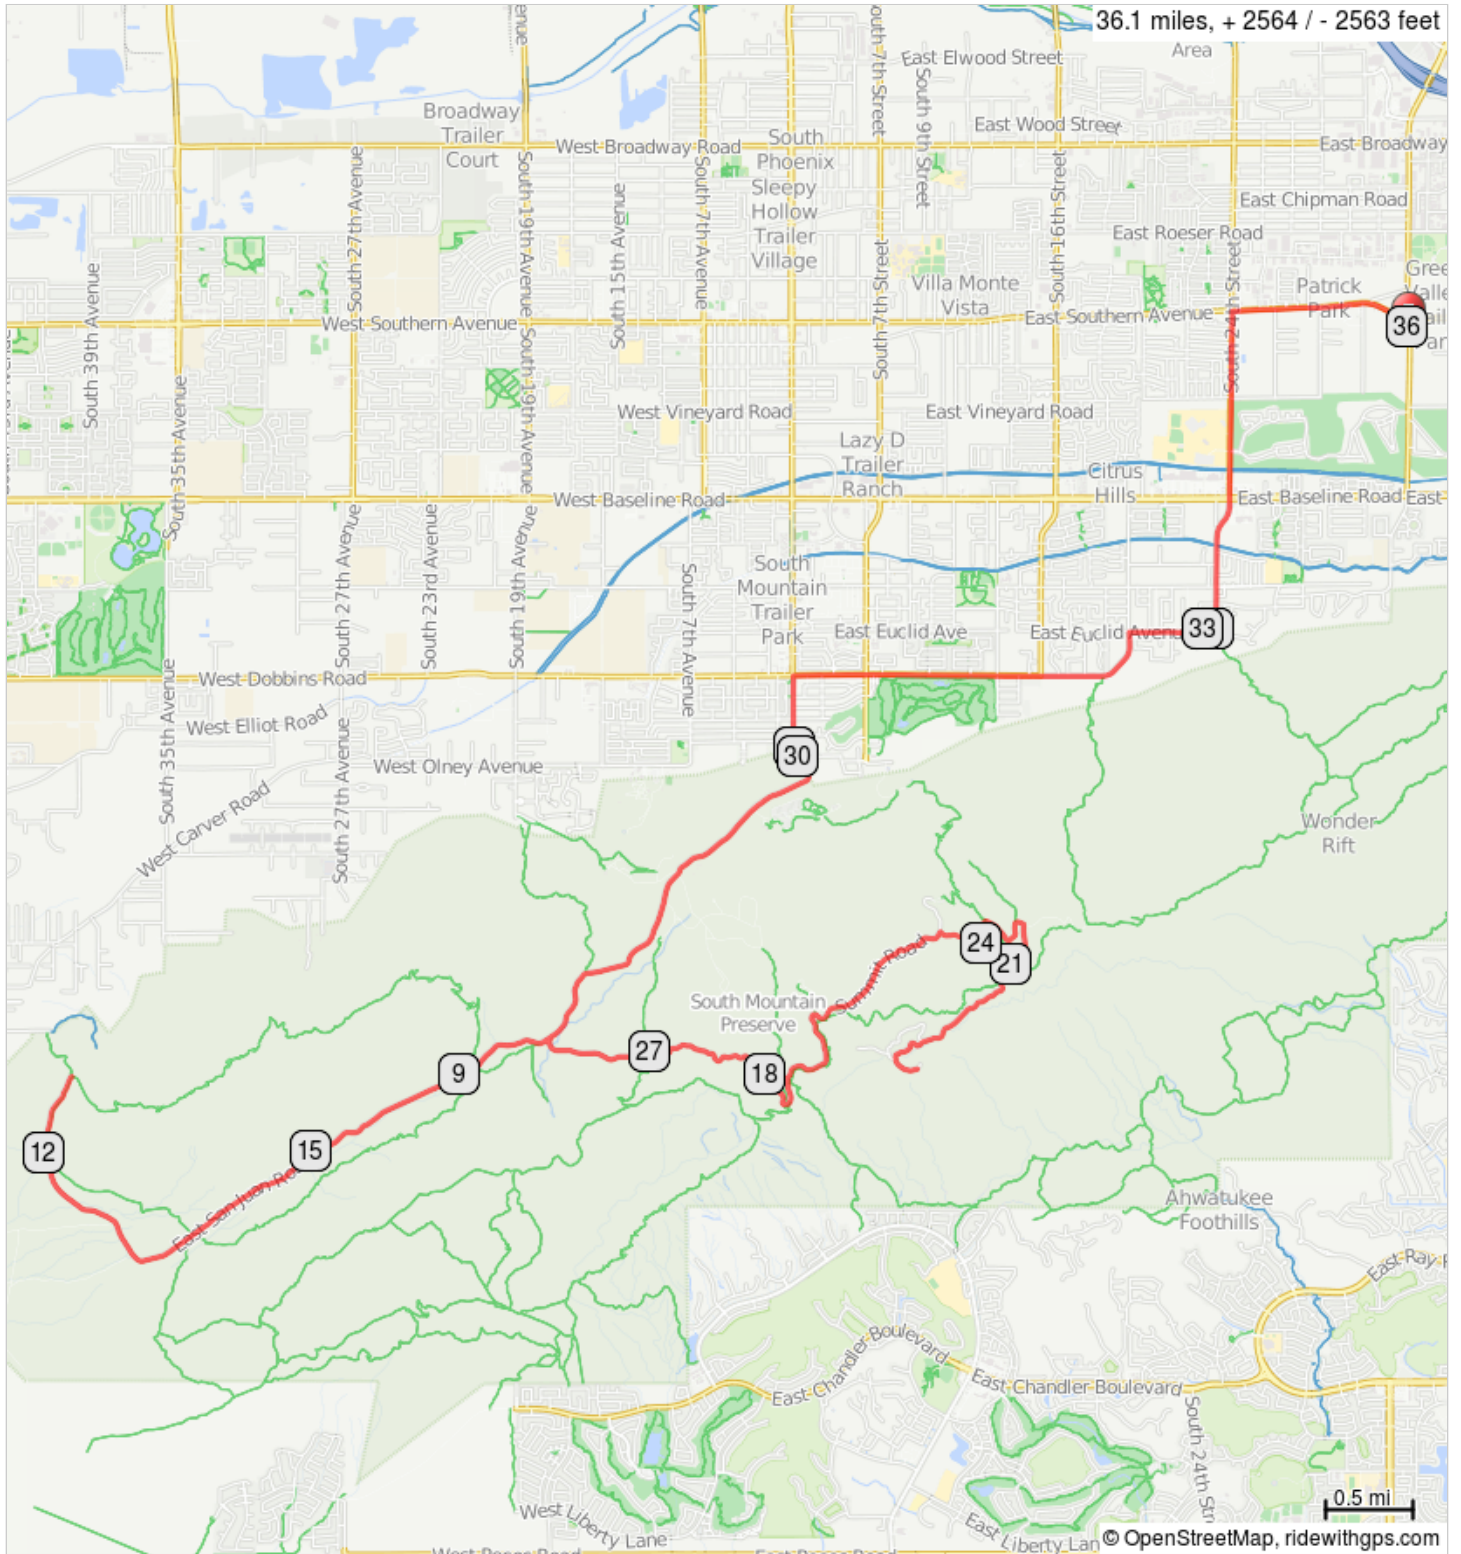 36.1 miles, + 2564 / - 2563 feet
Area
East Elwood Street
South 9th Street
Broadway
Trailer
Court
East Wood Street
West Broadway Road
South
Phoenix
Sleepy
Hollow
Trailer
Village
East Broadway
South 27th Avenue
South 19th Avenue
South 15th Avenue
South 7th Avenue
South 16th Street
East Chipman Road
East Roeser Road
South 39th Avenue
South 7th Street
South 24th Street
Villa Monte
Vista
Patrick
Park
West Southern Avenue
East Southern Avenue
36
South 19th Avenue
South 35th Avenue
West Vineyard Road
East Vineyard Road
Lazy D
Trailer
Ranch
Citrus
Hills
West Baseline Road
East Baseline Road
East
South 27th Avenue
South 23rd Avenue
South 19th Avenue
South 7th Avenue
South
Mountain
Trailer
Park
East Euclid Ave
East Euclid Avenu
33
West Dobbins Road
South 35th Avenue
West Elliot Road
South 27th Avenue
West Olney Avenue
30
West Carver Road
Wonder
Rift
24
21
Summit Road
South Mountain
Preserve
27
18
9
12
15
East San Juan Ro
Ahwatukee
Foothills
East Ray R
East Chandler Boulevard
East Chandler Boulevard
South 24th Str
West Liberty Lane
East Liberty Lan
0.5 mi
© OpenStreetMap, ridewithgps.com